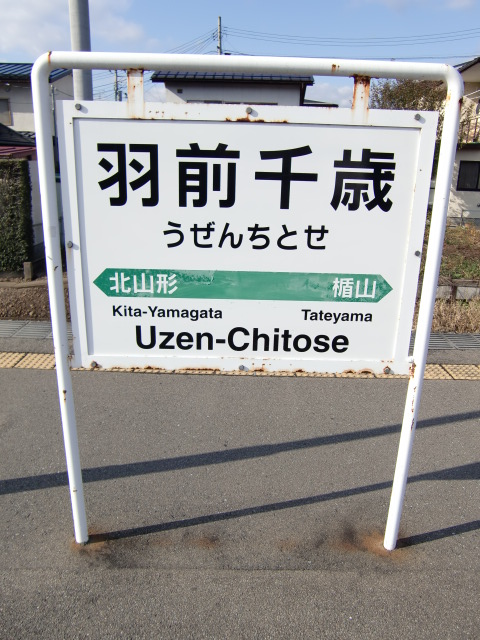 羽前千歳
うぜんちとせ
北山形 楯山
Kita-Yamagata Tateyama
Uzen-Chitose